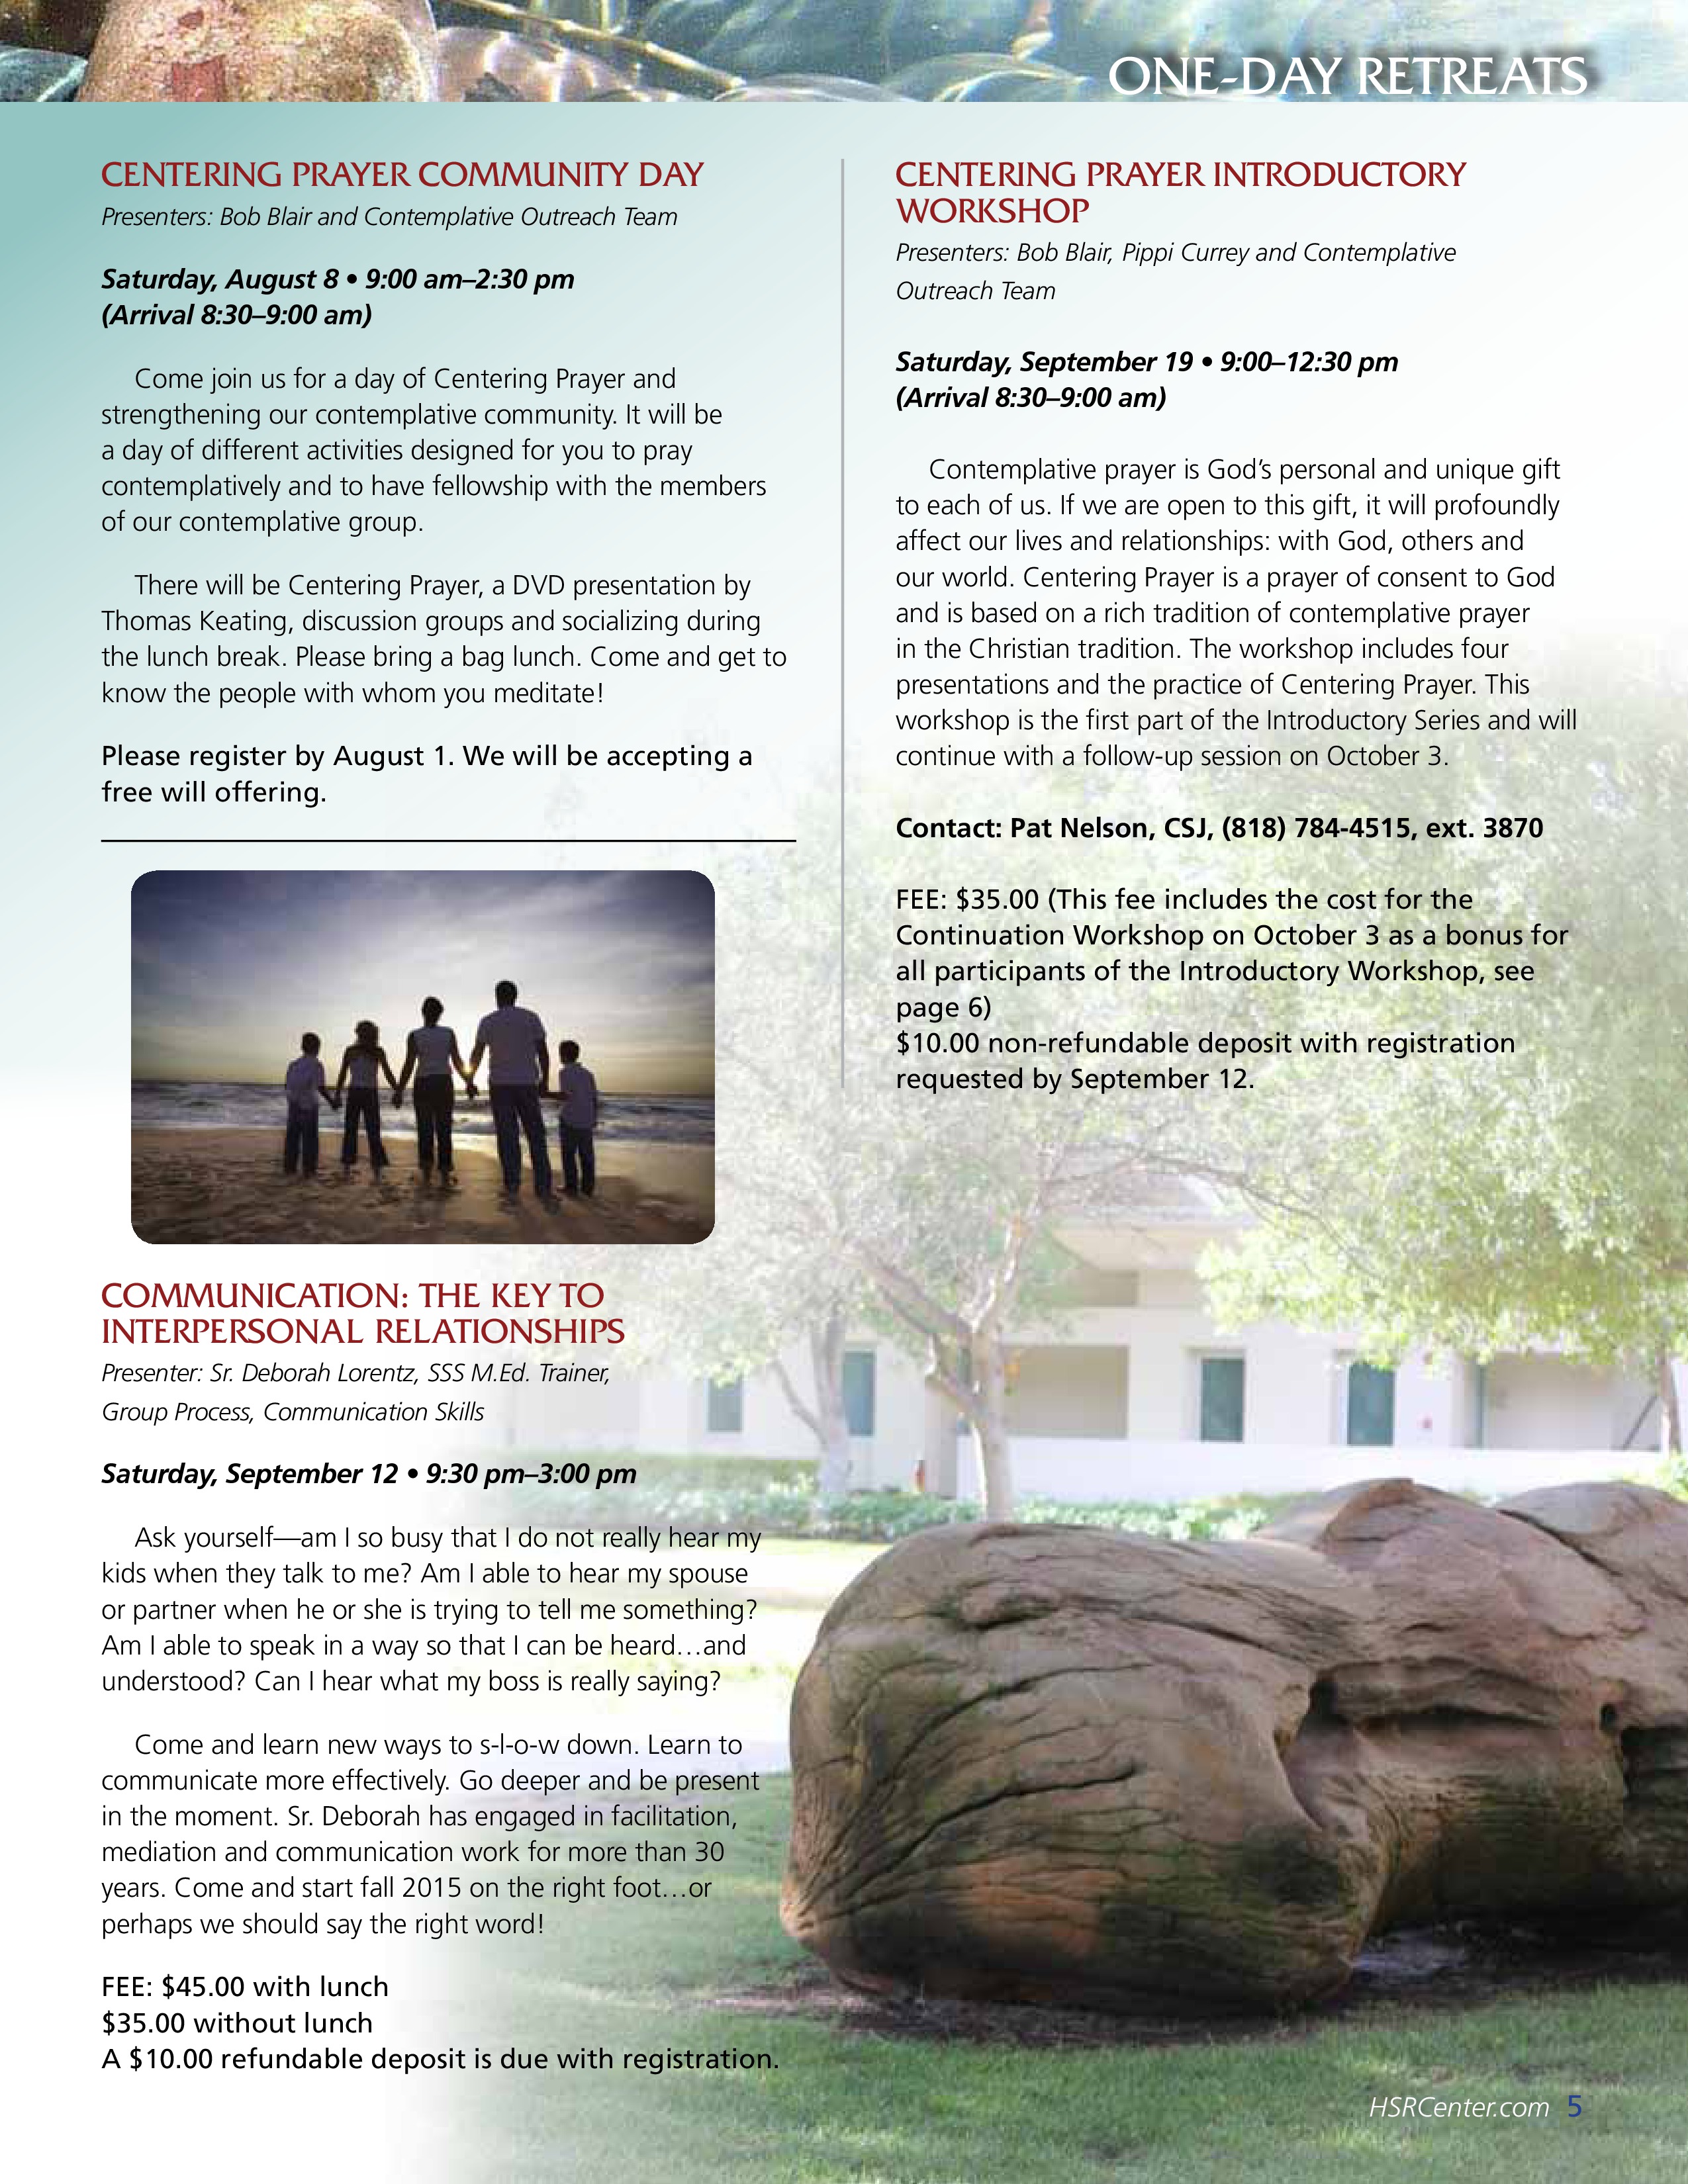 ONE-DAY RETREATS
CENTERING PRAYER COMMUNITY DAY
Presenters: Bob Blair and Contemplative Outreach Team
Saturday, August 8 • 9:00 am–2:30 pm
(Arrival 8:30–9:00 am)
Come join us for a day of Centering Prayer and
strengthening our contemplative community. It will be
a day of different activities designed for you to pray
contemplatively and to have fellowship with the members
of our contemplative group.
There will be Centering Prayer, a DVD presentation by
Thomas Keating, discussion groups and socializing during
the lunch break. Please bring a bag lunch. Come and get to
know the people with whom you meditate!
Please register by August 1. We will be accepting a
free will offering.
COMMUNICATION: THE KEY TO
INTERPERSONAL RELATIONSHIPS
Presenter: Sr. Deborah Lorentz, SSS M.Ed. Trainer,
Group Process, Communication Skills
Saturday, September 12 • 9:30 pm–3:00 pm
Ask yourself—am I so busy that I do not really hear my
kids when they talk to me? Am I able to hear my spouse
or partner when he or she is trying to tell me something?
Am I able to speak in a way so that I can be heard…and
understood? Can I hear what my boss is really saying?
Come and learn new ways to s-l-o-w down. Learn to
communicate more effectively. Go deeper and be present
in the moment. Sr. Deborah has engaged in facilitation,
mediation and communication work for more than 30
years. Come and start fall 2015 on the right foot…or
perhaps we should say the right word!
FEE: $45.00 with lunch
$35.00 without lunch
A $10.00 refundable deposit is due with registration.
CENTERING PRAYER INTRODUCTORY
WORKSHOP
Presenters: Bob Blair, Pippi Currey and Contemplative
Outreach Team
Saturday, September 19 • 9:00–12:30 pm
(Arrival 8:30–9:00 am)
Contemplative prayer is God’s personal and unique gift
to each of us. If we are open to this gift, it will profoundly
affect our lives and relationships: with God, others and
our world. Centering Prayer is a prayer of consent to God
and is based on a rich tradition of contemplative prayer
in the Christian tradition. The workshop includes four
presentations and the practice of Centering Prayer. This
workshop is the first part of the Introductory Series and will
continue with a follow-up session on October 3.
Contact: Pat Nelson, CSJ, (818) 784-4515, ext. 3870
FEE: $35.00 (This fee includes the cost for the
Continuation Workshop on October 3 as a bonus for
all participants of the Introductory Workshop, see
page 6)
$10.00 non-refundable deposit with registration
requested by September 12.
HSRCenter.com 5